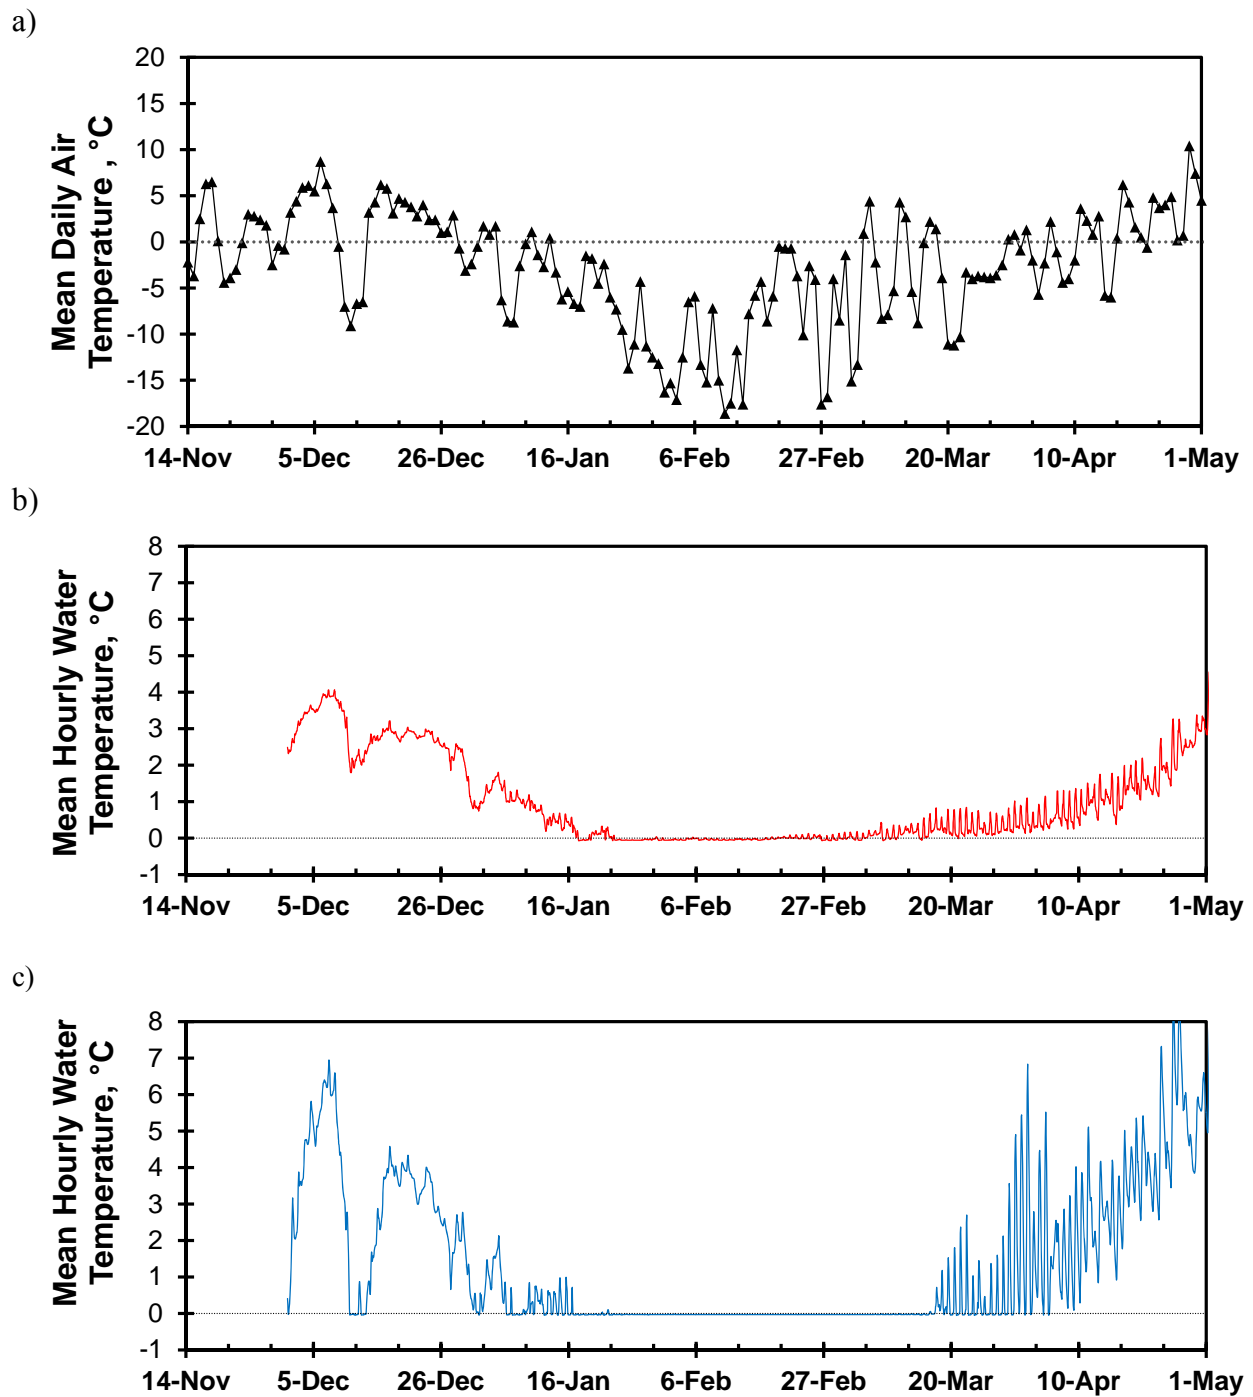 a)
Mean Daily Air
Temperature , °C
20
15
10
5
0
-5
-10
-15
-20
14-Nov 5-Dec 26-Dec 16-Jan 6-Feb 27-Feb 20-Mar 10-Apr 1-May
b)
Mean Hourly Water
Temperature, °C
8
7
6
5
4
3
2
1
0
-1
14-Nov 5-Dec 26-Dec 16-Jan 6-Feb 27-Feb 20-Mar 10-Apr 1-May
c)
Mean Hourly Water
Temperature, °C
8
7
6
5
4
3
2
1
0
-1
14-Nov 5-Dec 26-Dec 16-Jan 6-Feb 27-Feb 20-Mar 10-Apr 1-May